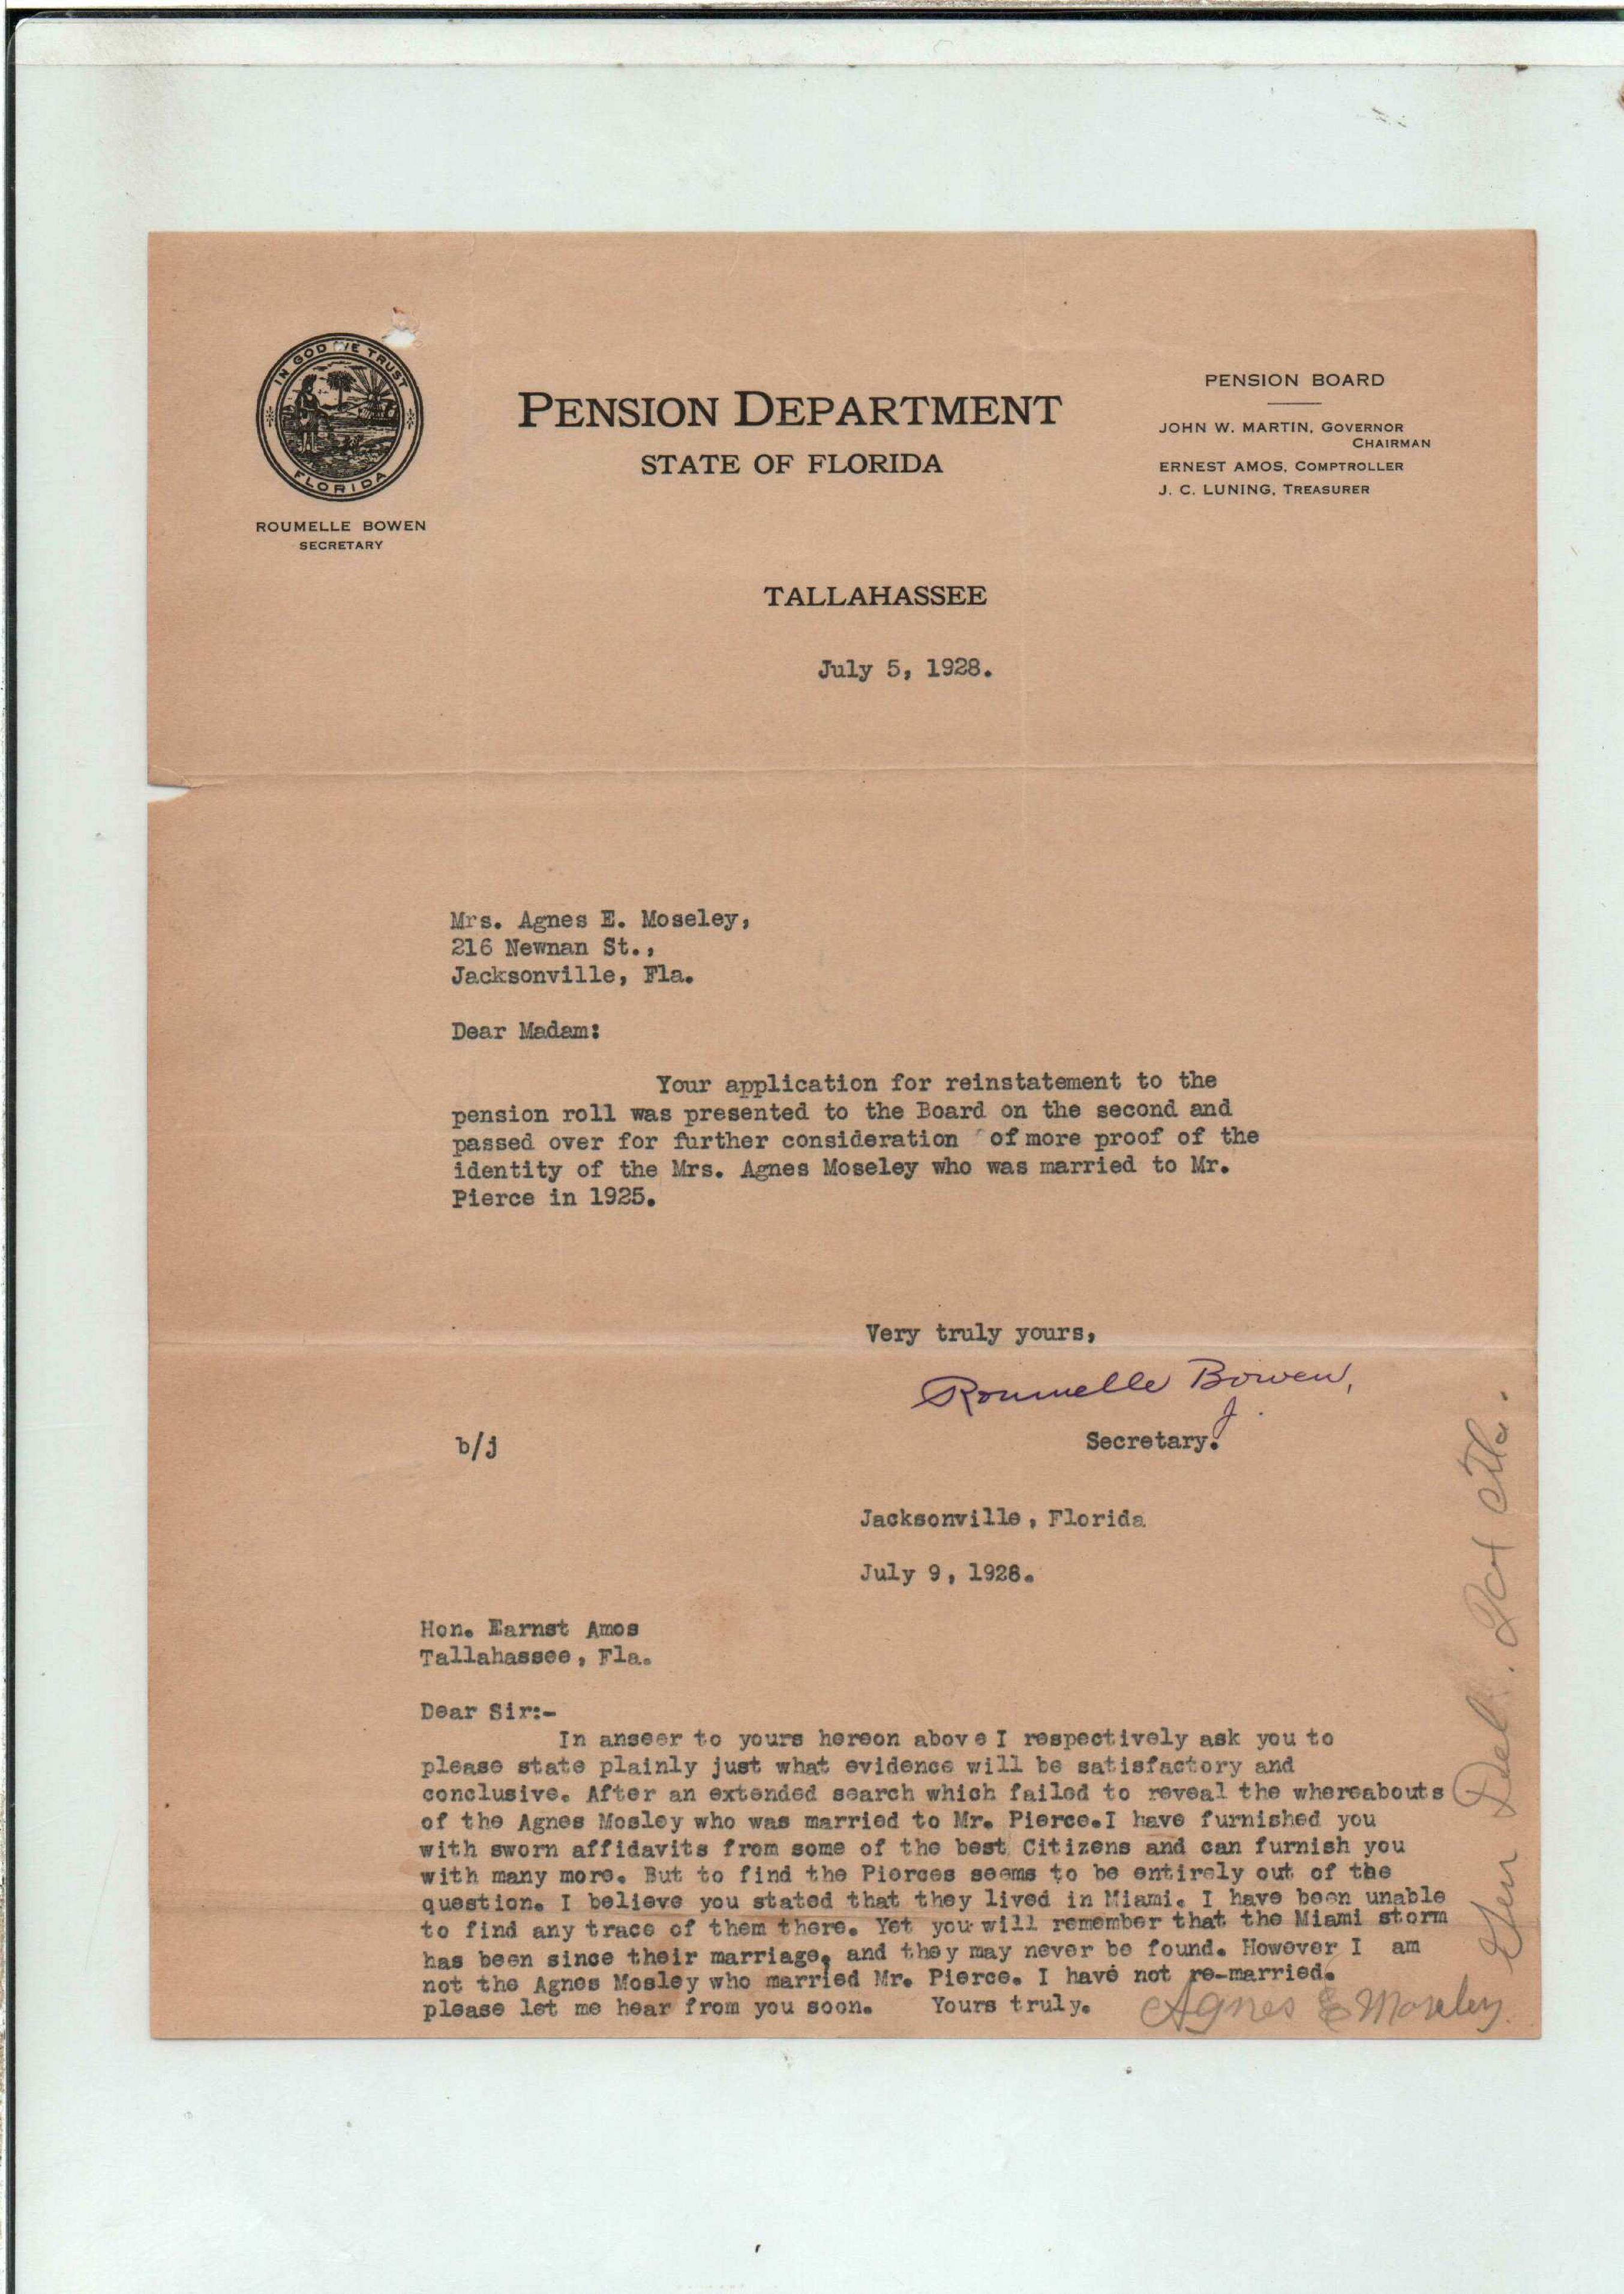 IN GOD WE TRUST
FLORIDA
ROUMELLE BOWEN
SECRETARY
PENSION DEPARTMENT
STATE OF FLORIDA
TALLAHASSEE
PENSION BOARD
JOHN W. MARTIN, GOVERNOR
CHAIRMAN
ERNEST AMOS, COMPTROLLER
J. C. LUNING, TREASURER
July 5, 1928.
Mrs. Agnes E. Moseley,
216 Newnan St.,
Jacksonville, Fla.
Dear Madam:
Your application for reinstatement to the
pension roll was presented to the Board on the second and
passed over for further consideration of more proof of the
identity of the Mrs. Agnes Moseley who was married to Mr.
Pierce in 1925.
Very truly yours,
Roumelle Bowen,
J.
Secretary.
b/j
Jacksonville, Florida
July 9, 1928.
Hon. Earnst Amos
Tallahassee, Fla.
Dear Sir:-
In anseer to yours hereon above I respectively ask you to
please state plainly just what evidence will be satisfactory and
conclusive. After an extended search which failed to reveal the whereabouts
of the Agnes Mosley who was married to Mr. Pierce.I have furnished you
with sworn affidavits from some of the best Citizens and can furnish you
with many more. But to find the Pierces seems to be entirely out of the
question. I believe you stated that they lived in Miami. I have been unable
to find any trace of them there. Yet you will remember that the Miami storm
has been since their marriage, and they may never be found. However I am
not the Agnes Mosley who married Mr. Pierce. I have not re-married.
please let me hear from you soon. Yours truly.
Agnes E Moseley
Gen Del.